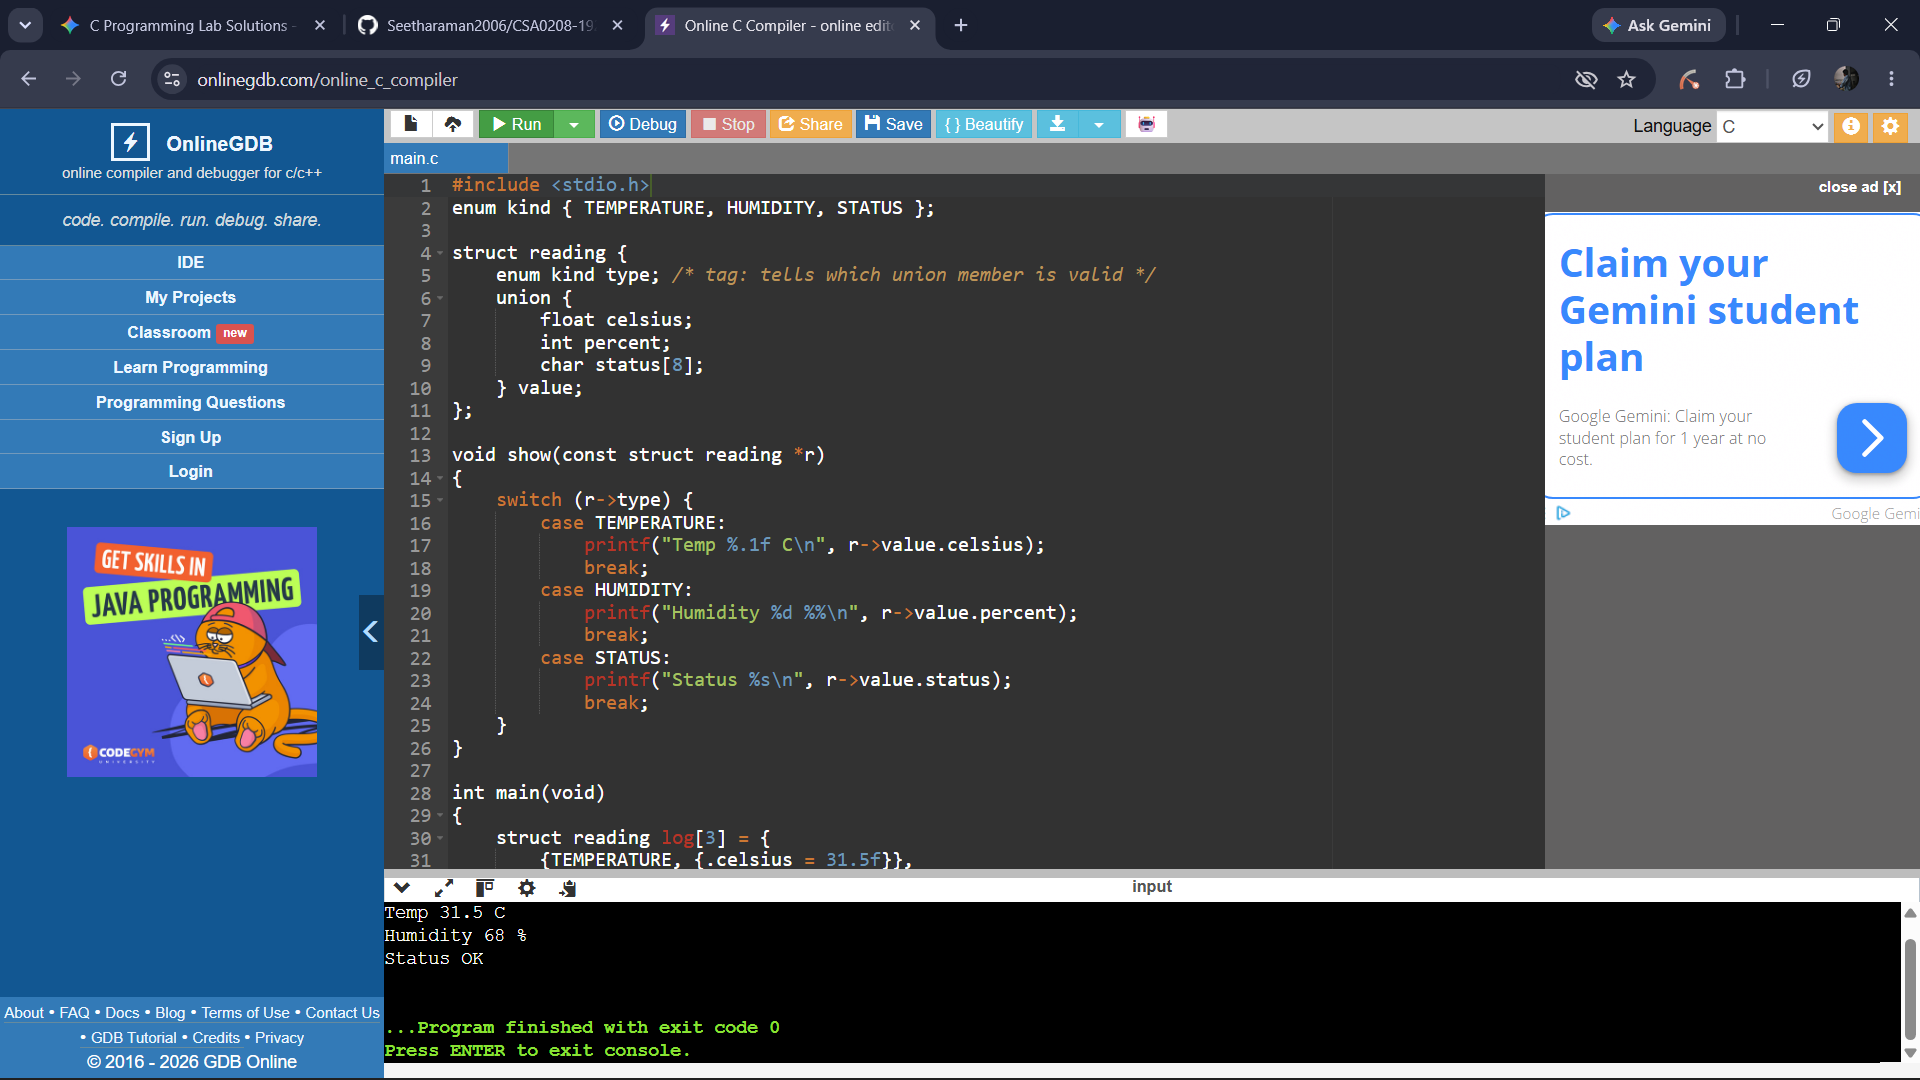 C Programming Lab Solutions -
Seetharaman2006/CSA0208-19
Online C Compiler - online edit
Ask Gemini
onlinegdb.com/online_c_compiler
OnlineGDB
online compiler and debugger for c/c++
code. compile. run. debug. share.
IDE
My Projects
Classroom new
Learn Programming
Programming Questions
Sign Up
Login
GET SKILLS IN
JAVA PROGRAMMING
CODEGYM
UNIVERSITY
About • FAQ • Docs • Blog • Terms of Use • Contact Us
• GDB Tutorial • Credits • Privacy
© 2016 - 2026 GDB Online
Run Debug Stop Share Save { } Beautify
Language C
main.c
1 #include <stdio.h>
2 enum kind { TEMPERATURE, HUMIDITY, STATUS };
3
4 struct reading {
5 enum kind type; /* tag: tells which union member is valid */
6 union {
7 float celsius;
8 int percent;
9 char status[8];
10 } value;
11 };
12
13 void show(const struct reading *r)
14 {
15 switch (r->type) {
16 case TEMPERATURE:
17 printf("Temp %.1f C\n", r->value.celsius);
18 break;
19 case HUMIDITY:
20 printf("Humidity %d %%\n", r->value.percent);
21 break;
22 case STATUS:
23 printf("Status %s\n", r->value.status);
24 break;
25 }
26 }
27
28 int main(void)
29 {
30 struct reading log[3] = {
31 {TEMPERATURE, {.celsius = 31.5f}},
close ad [x]
Claim your
Gemini student
plan
Google Gemini: Claim your
student plan for 1 year at no
cost.
Google Gemi
input
Temp 31.5 C
Humidity 68 %
Status OK
...Program finished with exit code 0
Press ENTER to exit console.